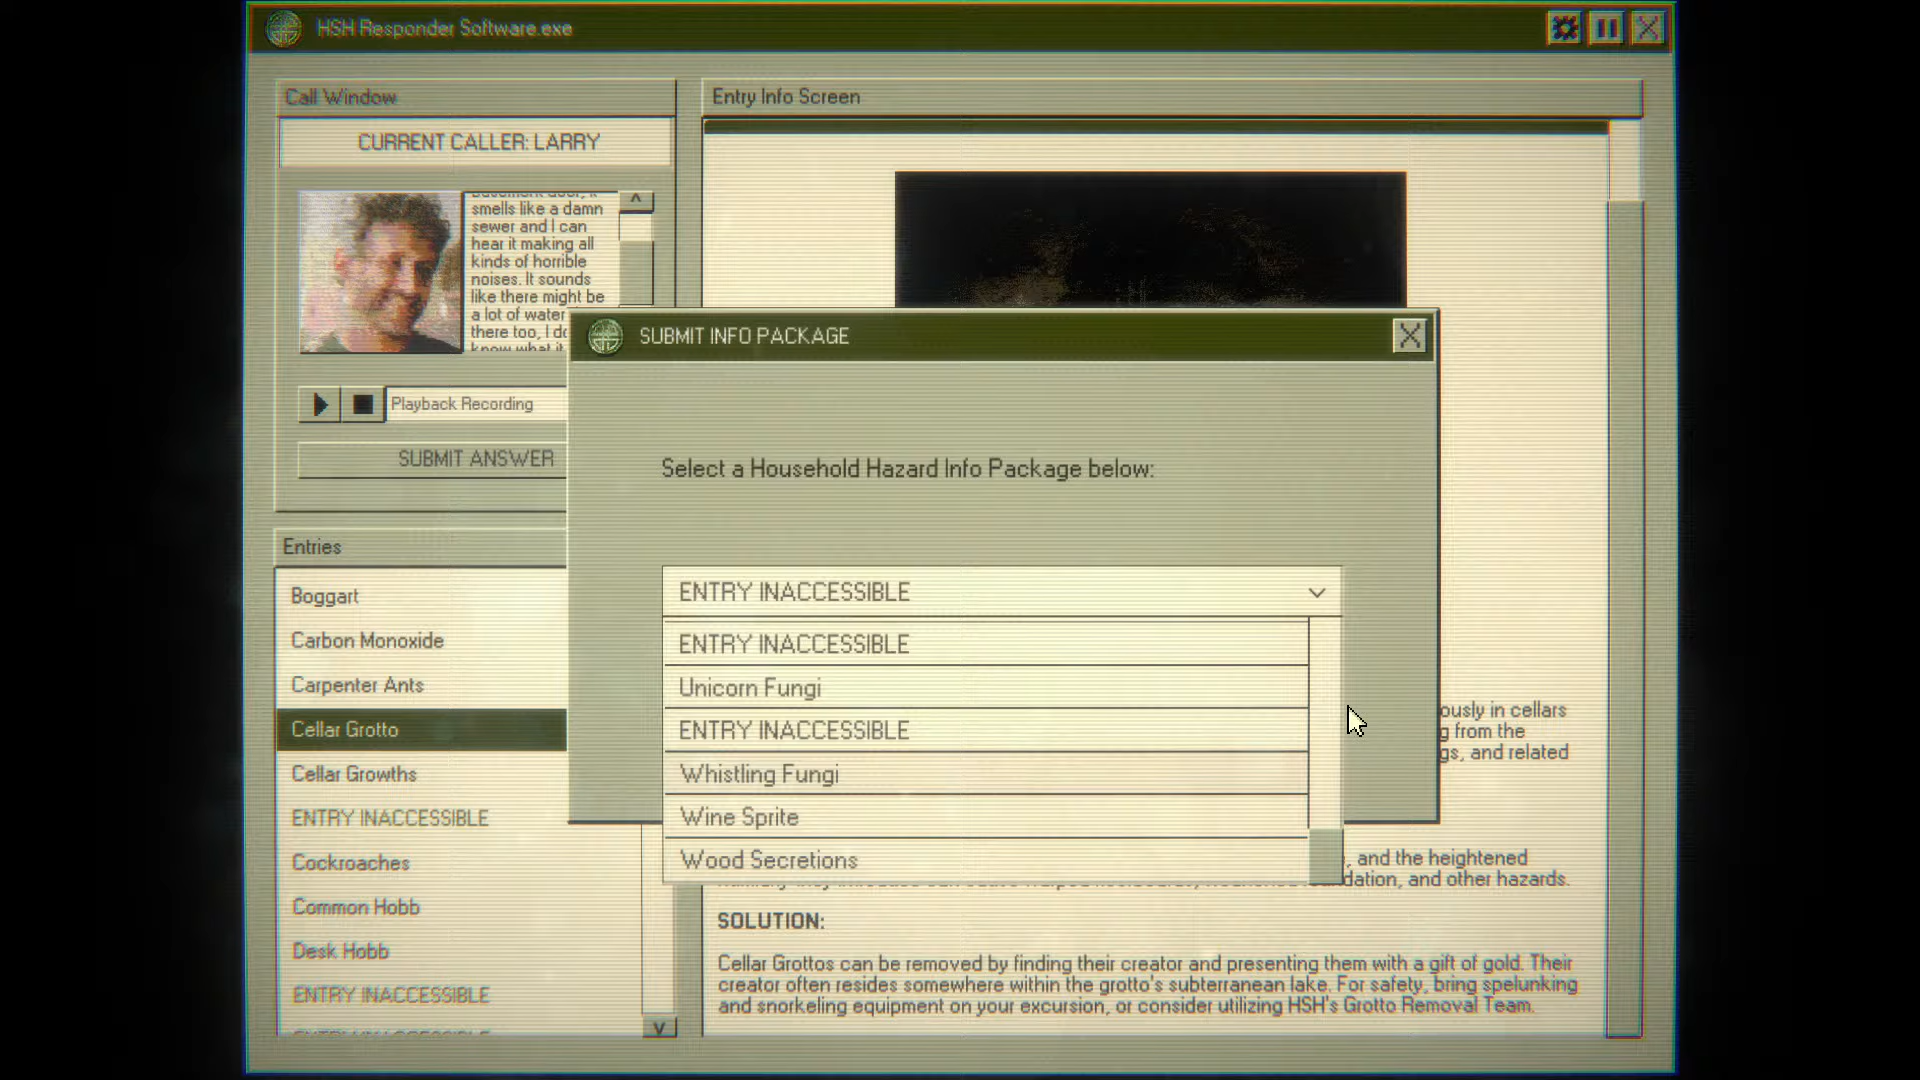 HSH Responder Software.exe
Call Window
CURRENT CALLER: LARRY
smells like a damn
sewer and I can
hear it making all
kinds of horrible
noises. It sounds
like there might be
a lot of water
there too, I do
know what it
Playback Recording
SUBMIT ANSWER
Entries
Boggart
Carbon Monoxide
Carpenter Ants
Cellar Grotto
Cellar Growths
ENTRY INACCESSIBLE
Cockroaches
Common Hobb
Desk Hobb
ENTRY INACCESSIBLE
Entry Info Screen
SUBMIT INFO PACKAGE
Select a Household Hazard Info Package below:
ENTRY INACCESSIBLE
ENTRY INACCESSIBLE
Unicorn Fungi
ENTRY INACCESSIBLE
Whistling Fungi
Wine Sprite
Wood Secretions
ously in cellars
g from the
gs, and related
, and the heightened
dation, and other hazards.
SOLUTION:
Cellar Grottos can be removed by finding their creator and presenting them with a gift of gold. Their
creator often resides somewhere within the grotto's subterranean lake. For safety, bring spelunking
and snorkeling equipment on your excursion, or consider utilizing HSH's Grotto Removal Team.